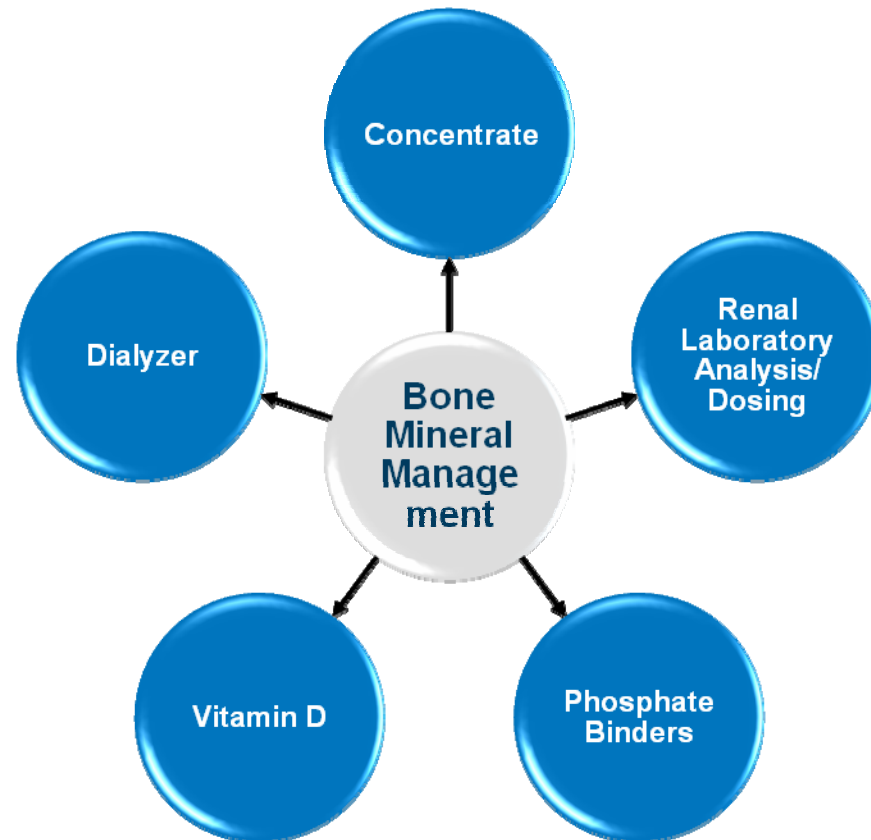 Concentrate
Renal
Laboratory
Analysis/
Dosing
Dialyzer
Bone
Mineral
Manage
ment
Vitamin D
Phosphate
Binders